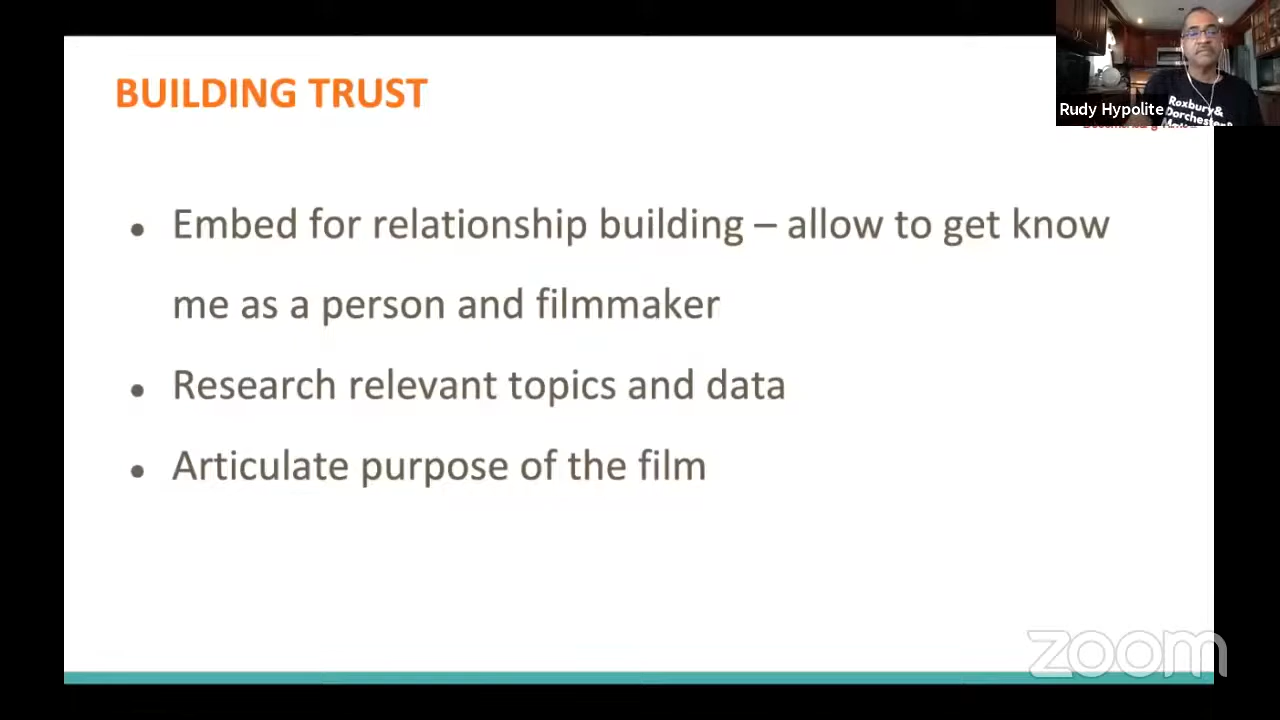 BUILDING TRUST
Rudy Hypolite
Roxbury&
Dorchester&
• Embed for relationship building – allow to get know
me as a person and filmmaker
• Research relevant topics and data
• Articulate purpose of the film
zoom